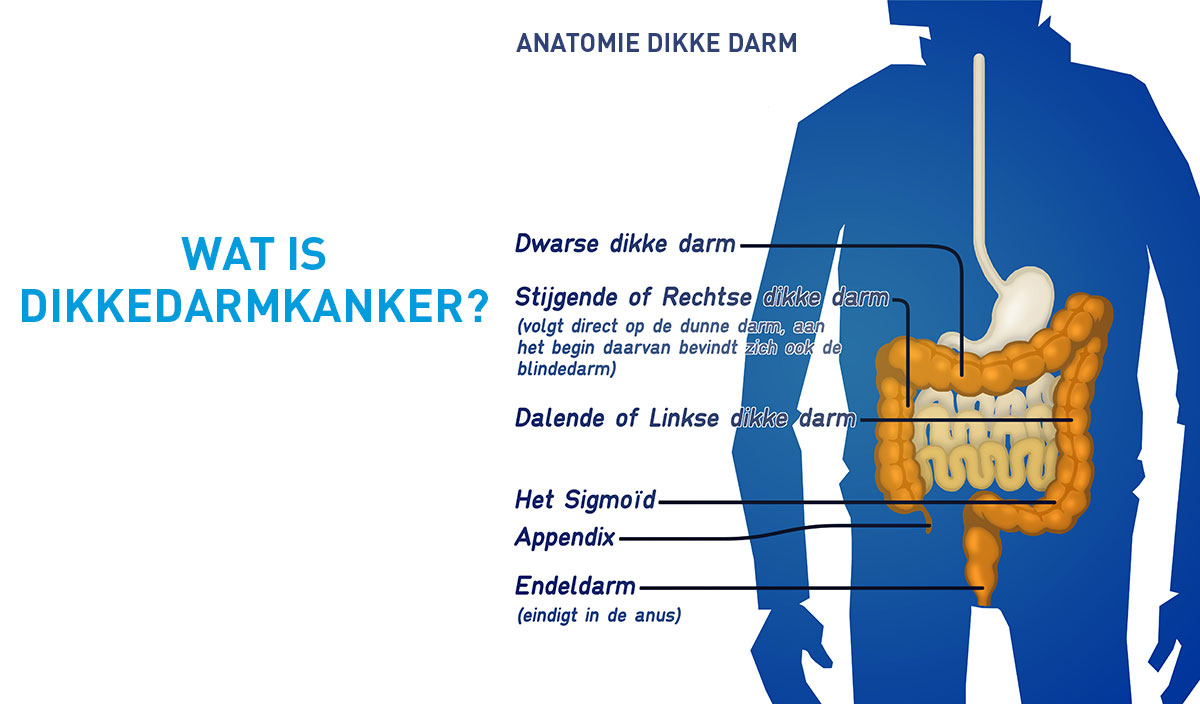 ANATOMIE DIKKE DARM
WAT IS
DIKKEDARMKANKER?
Dwarse dikke darm
Stijgende of Rechtse dikke darm
(volgt direct op de dunne darm, aan
het begin daarvan bevindt zich ook de
blindedarm)
Dalende of Linkse dikke darm
Het Sigmoïd
Appendix
Endeldarm
(eindigt in de anus)